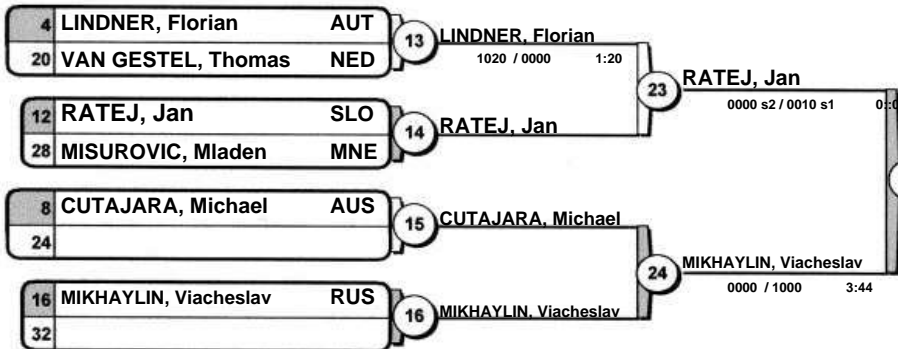 4 LINDNER, Florian AUT
20 VAN GESTEL, Thomas NED
13
LINDNER, Florian
1020 / 0000 1:20
12 RATEJ, Jan SLO
28 MISUROVIC, Mladen MNE
14
RATEJ, Jan
23
RATEJ, Jan
0000 s2 / 0010 s1
8 CUTAJARA, Michael AUS
24
15
CUTAJARA, Michael
16 MIKHAYLIN, Viacheslav RUS
32
16
MIKHAYLIN, Viacheslav
24
MIKHAYLIN, Viacheslav
0000 / 1000 3:44